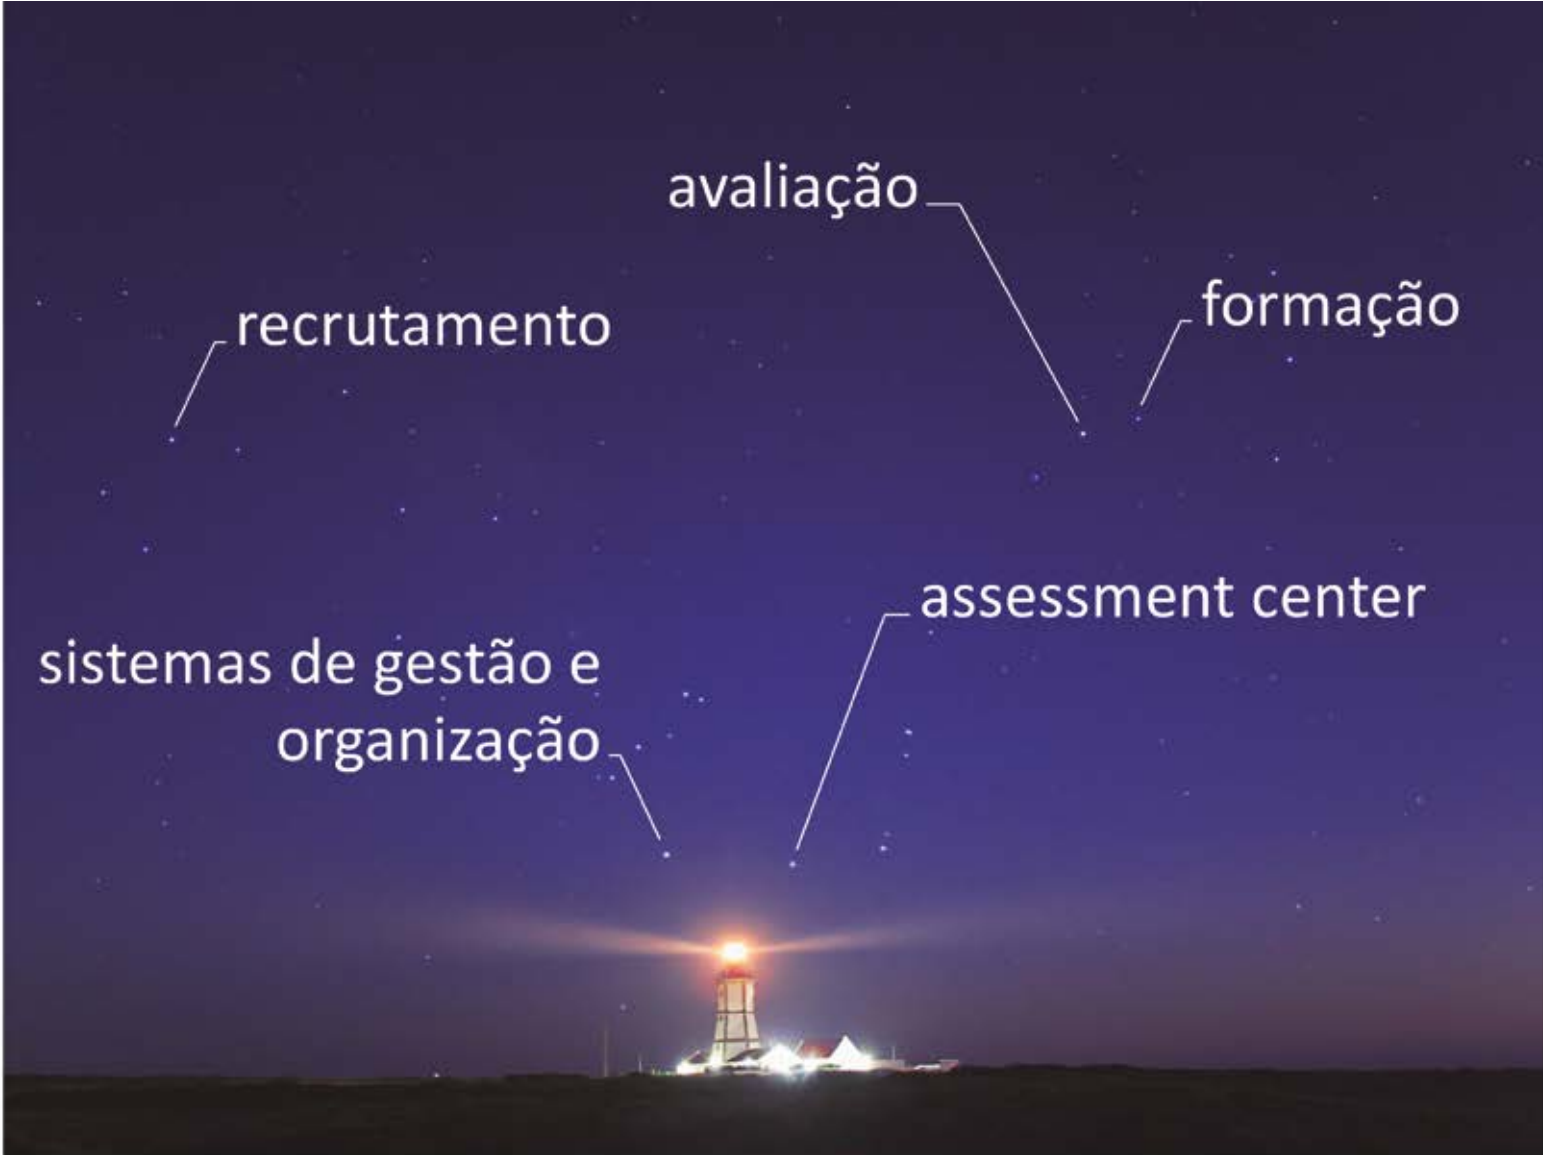 avaliação
formação
recrutamento
assessment center
sistemas de gestão e
organização